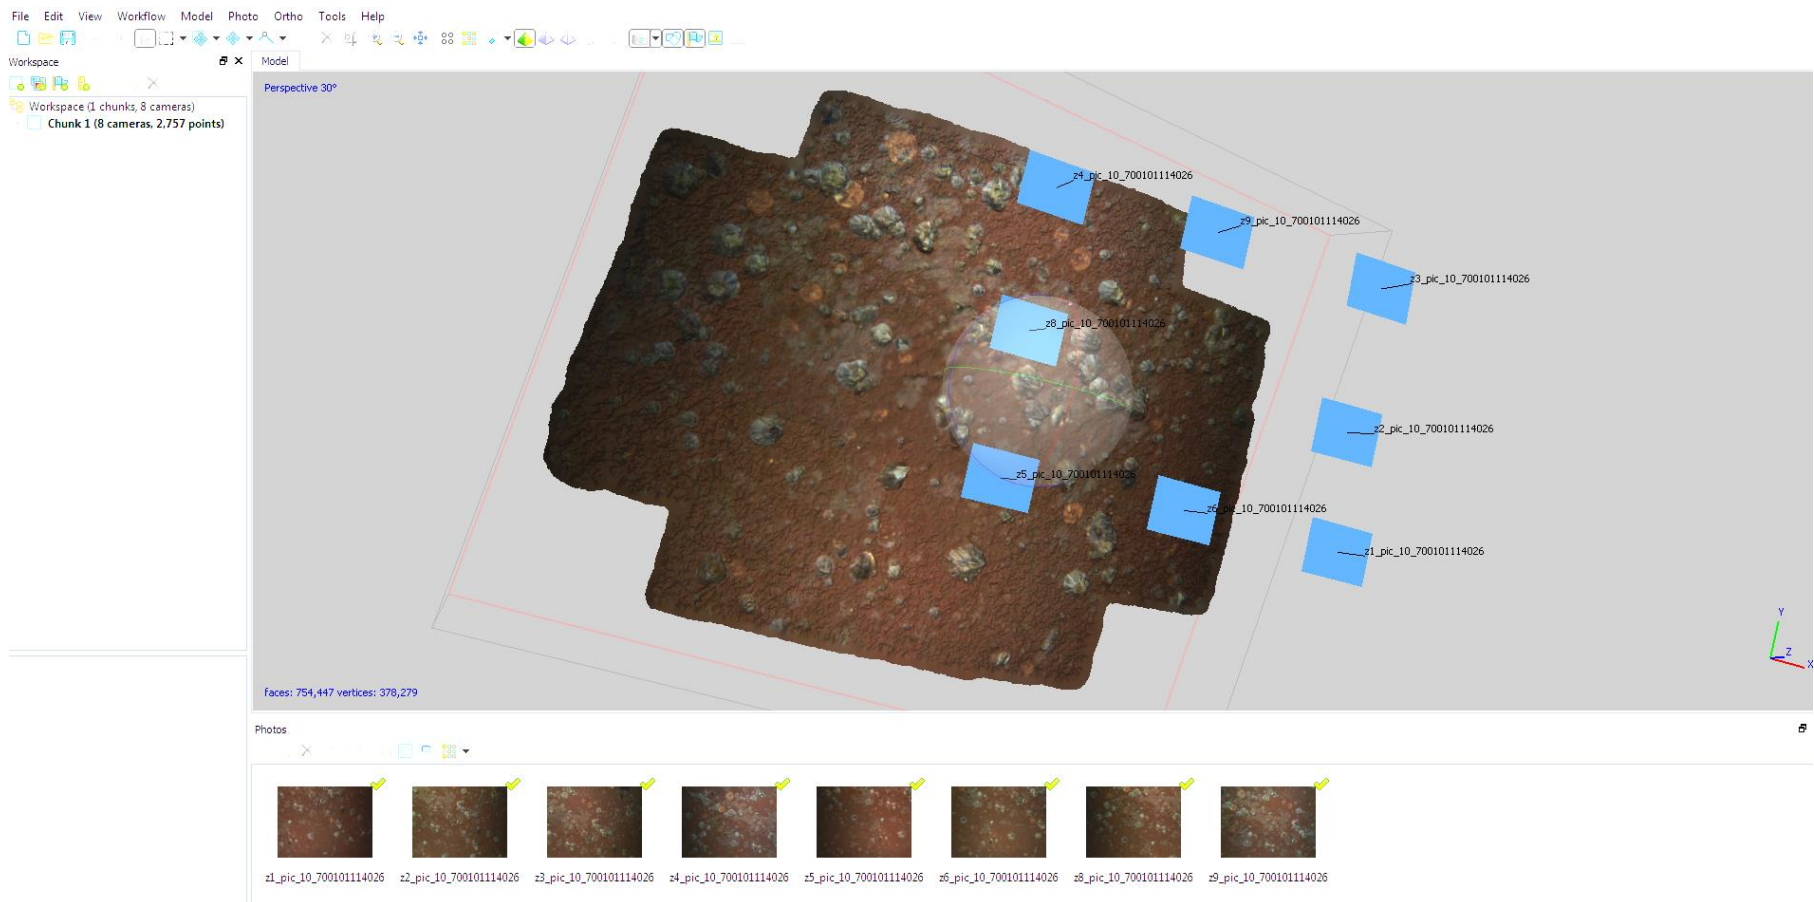 File Edit View Workflow Model Photo Ortho Tools Help
Workspace
Workspace (1 chunks, 8 cameras)
Chunk 1 (8 cameras, 2,757 points)
Model
Perspective 30°
z4_pic_10_700101114026
z9_pic_10_700101114026
z3_pic_10_700101114026
z8_pic_10_700101114026
z2_pic_10_700101114026
z5_pic_10_700101114026
z6_pic_10_700101114026
z1_pic_10_700101114026
Y
Z
X
faces: 754,447 vertices: 378,279
Photos
z1_pic_10_700101114026 z2_pic_10_700101114026 z3_pic_10_700101114026 z4_pic_10_700101114026 z5_pic_10_700101114026 z6_pic_10_700101114026 z8_pic_10_700101114026 z9_pic_10_700101114026